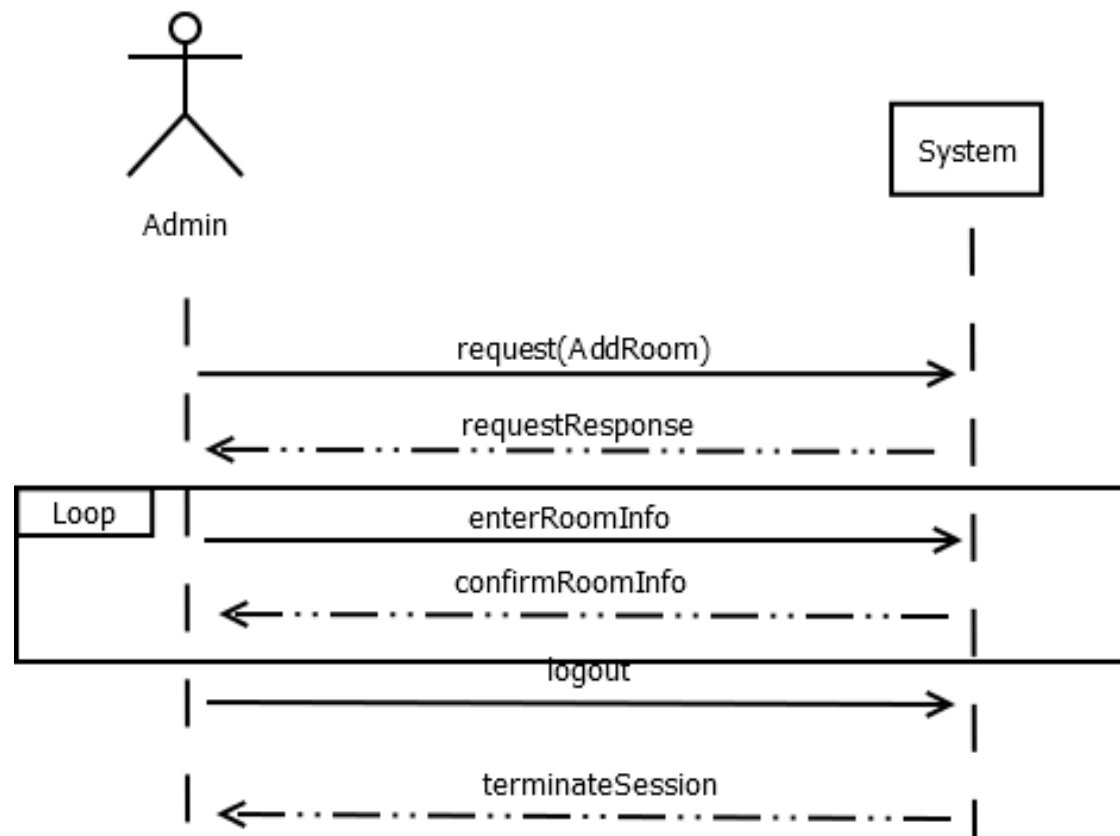 System
Admin
request(AddRoom)
requestResponse
Loop
enterRoomInfo
confirmRoomInfo
logout
terminateSession